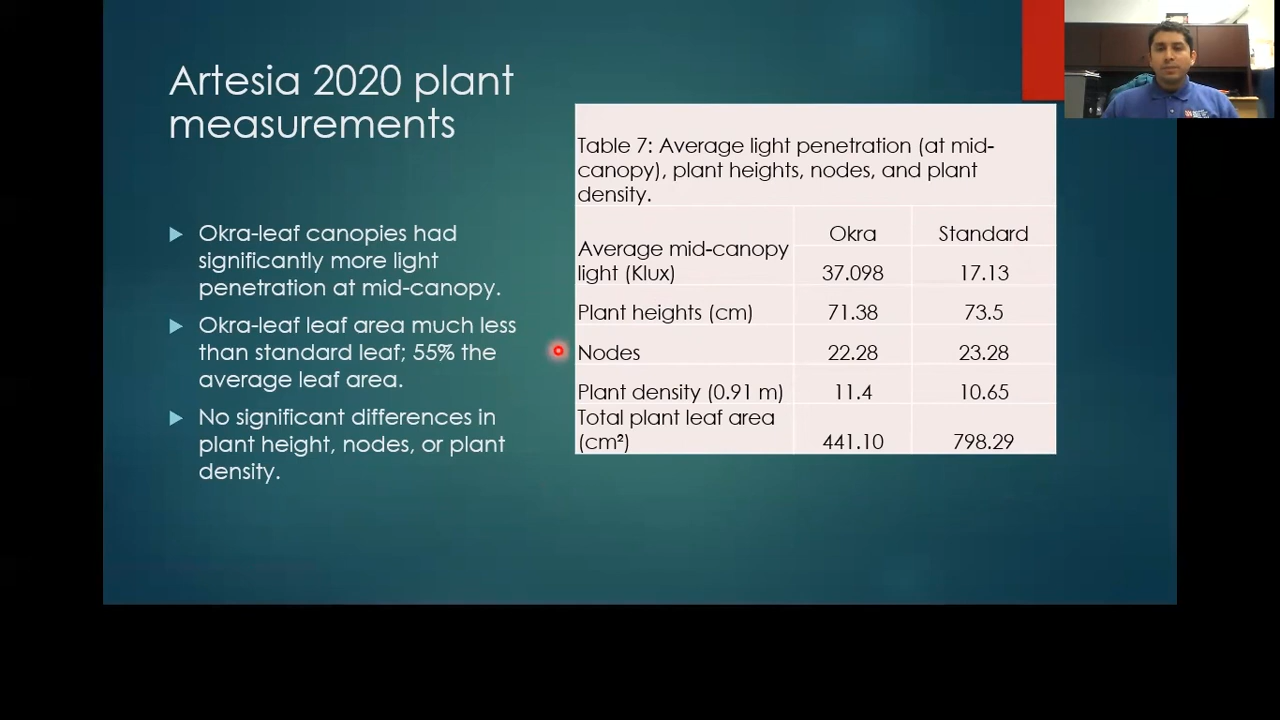 Artesia 2020 plant
measurements
Okra-leaf canopies had
significantly more light
penetration at mid-canopy.
Okra-leaf leaf area much less
than standard leaf; 55% the
average leaf area.
No significant differences in
plant height, nodes, or plant
density.
Table 7: Average light penetration (at mid-
canopy), plant heights, nodes, and plant
density.
Okra Standard
Average mid-canopy
light (Klux) 37.098 17.13
Plant heights (cm) 71.38 73.5
Nodes 22.28 23.28
Plant density (0.91 m) 11.4 10.65
Total plant leaf area
(cm²) 441.10 798.29